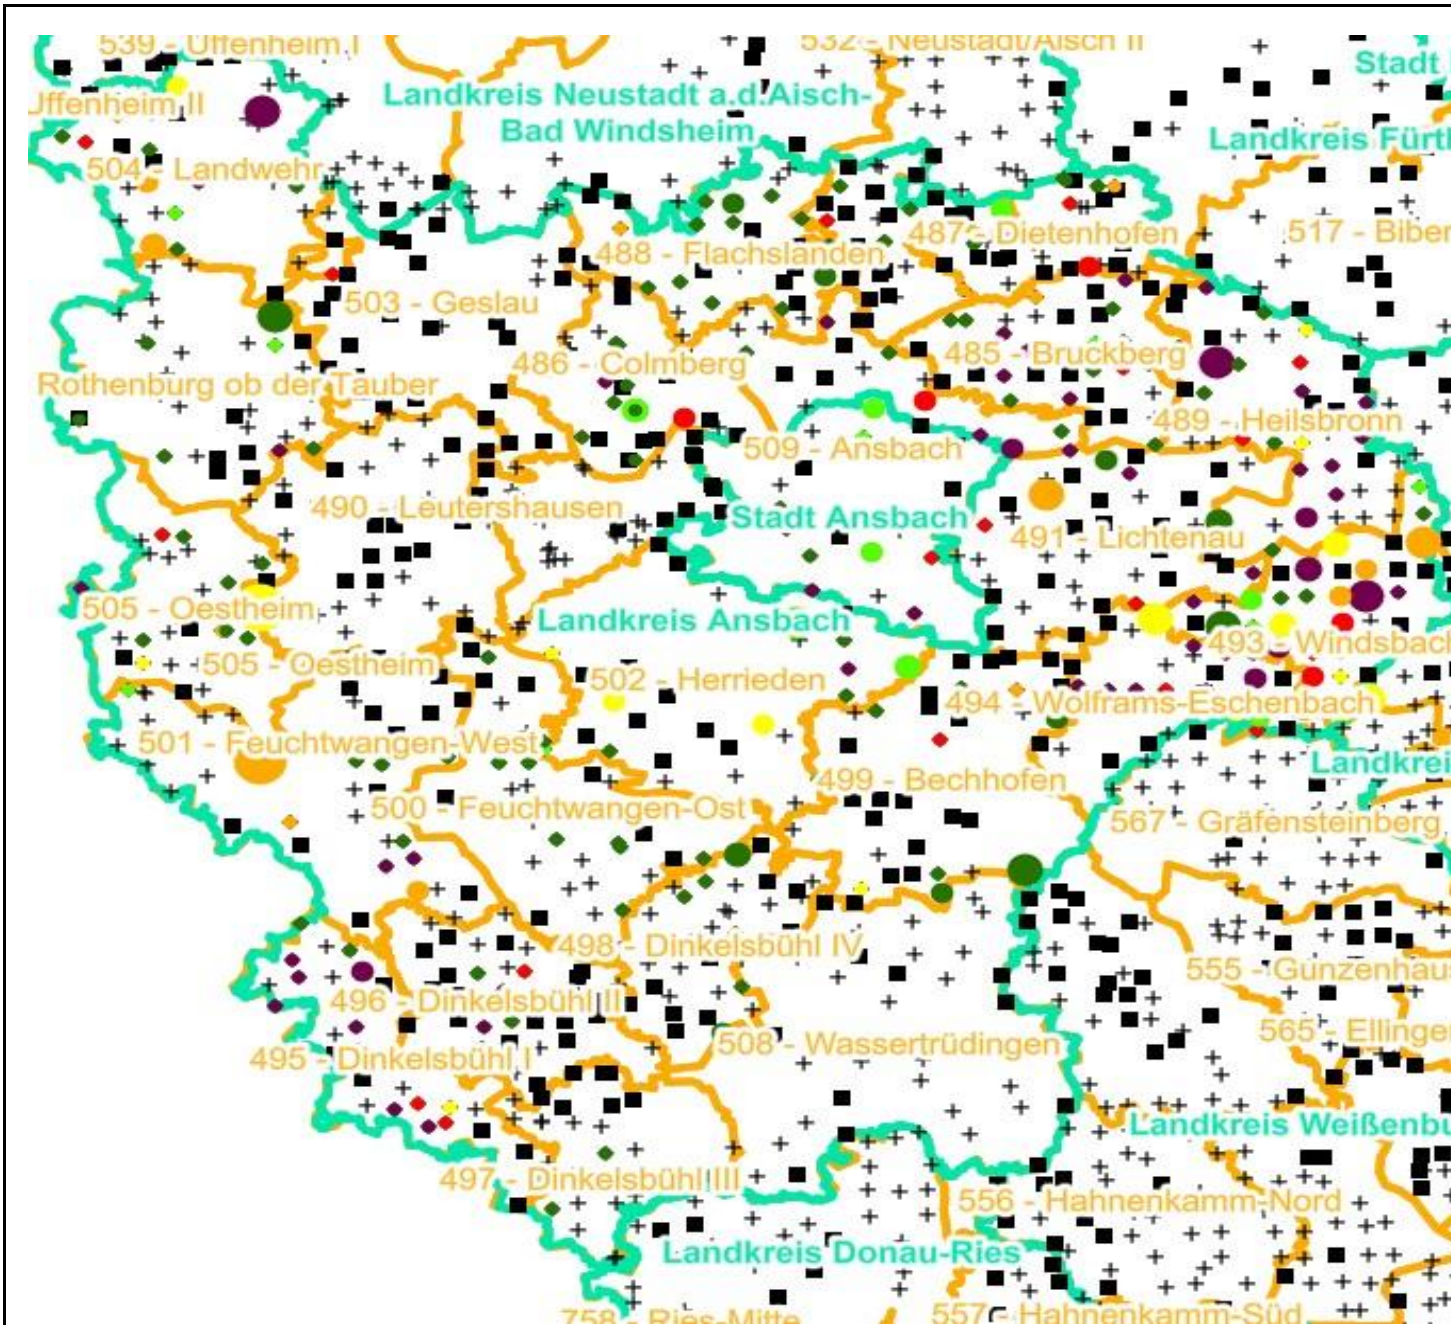 539 - Uffenheim I
532 - Neustadt/Aisch II
Stadt
Uffenheim II
Landkreis Neustadt a.d.Aisch-
Bad Windsheim
Landkreis Fürth
504 - Landwehr
488 - Flachslanden
487 - Dietenhofen
517 - Biber
503 - Geslau
486 - Colmberg
485 - Bruckberg
Rothenburg ob der Tauber
489 - Heilsbronn
509 - Ansbach
490 - Leutershausen
Stadt Ansbach
491 - Lichtenau
505 - Oestheim
Landkreis Ansbach
493 - Windsbach
505 - Oestheim
502 - Herrieden
494 - Wolframs-Eschenbach
501 - Feuchtwangen-West
Landkrei
499 - Bechhofen
500 - Feuchtwangen-Ost
567 - Gräfensteinberg
498 - Dinkelsbühl IV
555 - Gunzenhau
496 - Dinkelsbühl II
565 - Ellinge
508 - Wassertrüdingen
495 - Dinkelsbühl I
Landkreis Weißenbu
497 - Dinkelsbühl III
556 - Hahnenkamm-Nord
Landkreis Donau-Ries
758 - Ries-Mitte
557 - Hahnenkamm-Süd